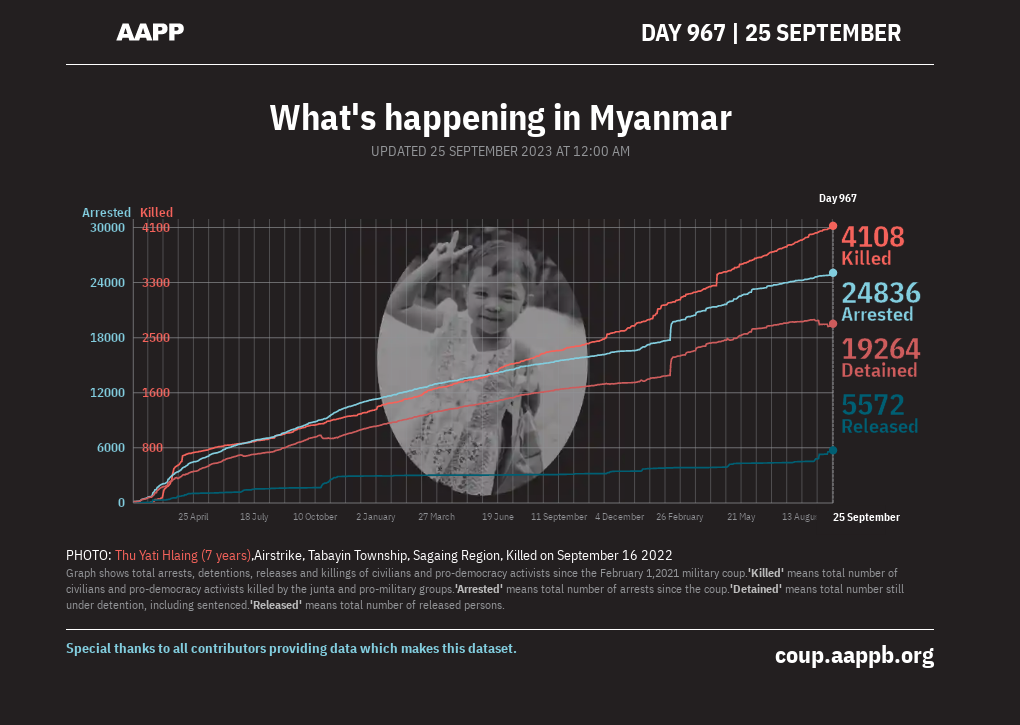 AAPP
DAY 967 | 25 SEPTEMBER
What's happening in Myanmar
UPDATED 25 SEPTEMBER 2023 AT 12:00 AM
Day 967
Arrested Killed
30000 4100
24000 3300
18000 2500
12000 1600
6000 800
0
4108
Killed
24836
Arrested
19264
Detained
5572
Released
25 April 18 July 10 October 2 January 27 March 19 June 11 September 4 December 26 February 21 May 13 Augu 25 September
PHOTO: Thu Yati Hlaing (7 years),Airstrike, Tabayin Township, Sagaing Region, Killed on September 16 2022
Graph shows total arrests, detentions, releases and killings of civilians and pro-democracy activists since the February 1,2021 military coup.'Killed' means total number of
civilians and pro-democracy activists killed by the junta and pro-military groups.'Arrested' means total number of arrests since the coup.'Detained' means total number still
under detention, including sentenced.'Released' means total number of released persons.
Special thanks to all contributors providing data which makes this dataset.
coup.aappb.org